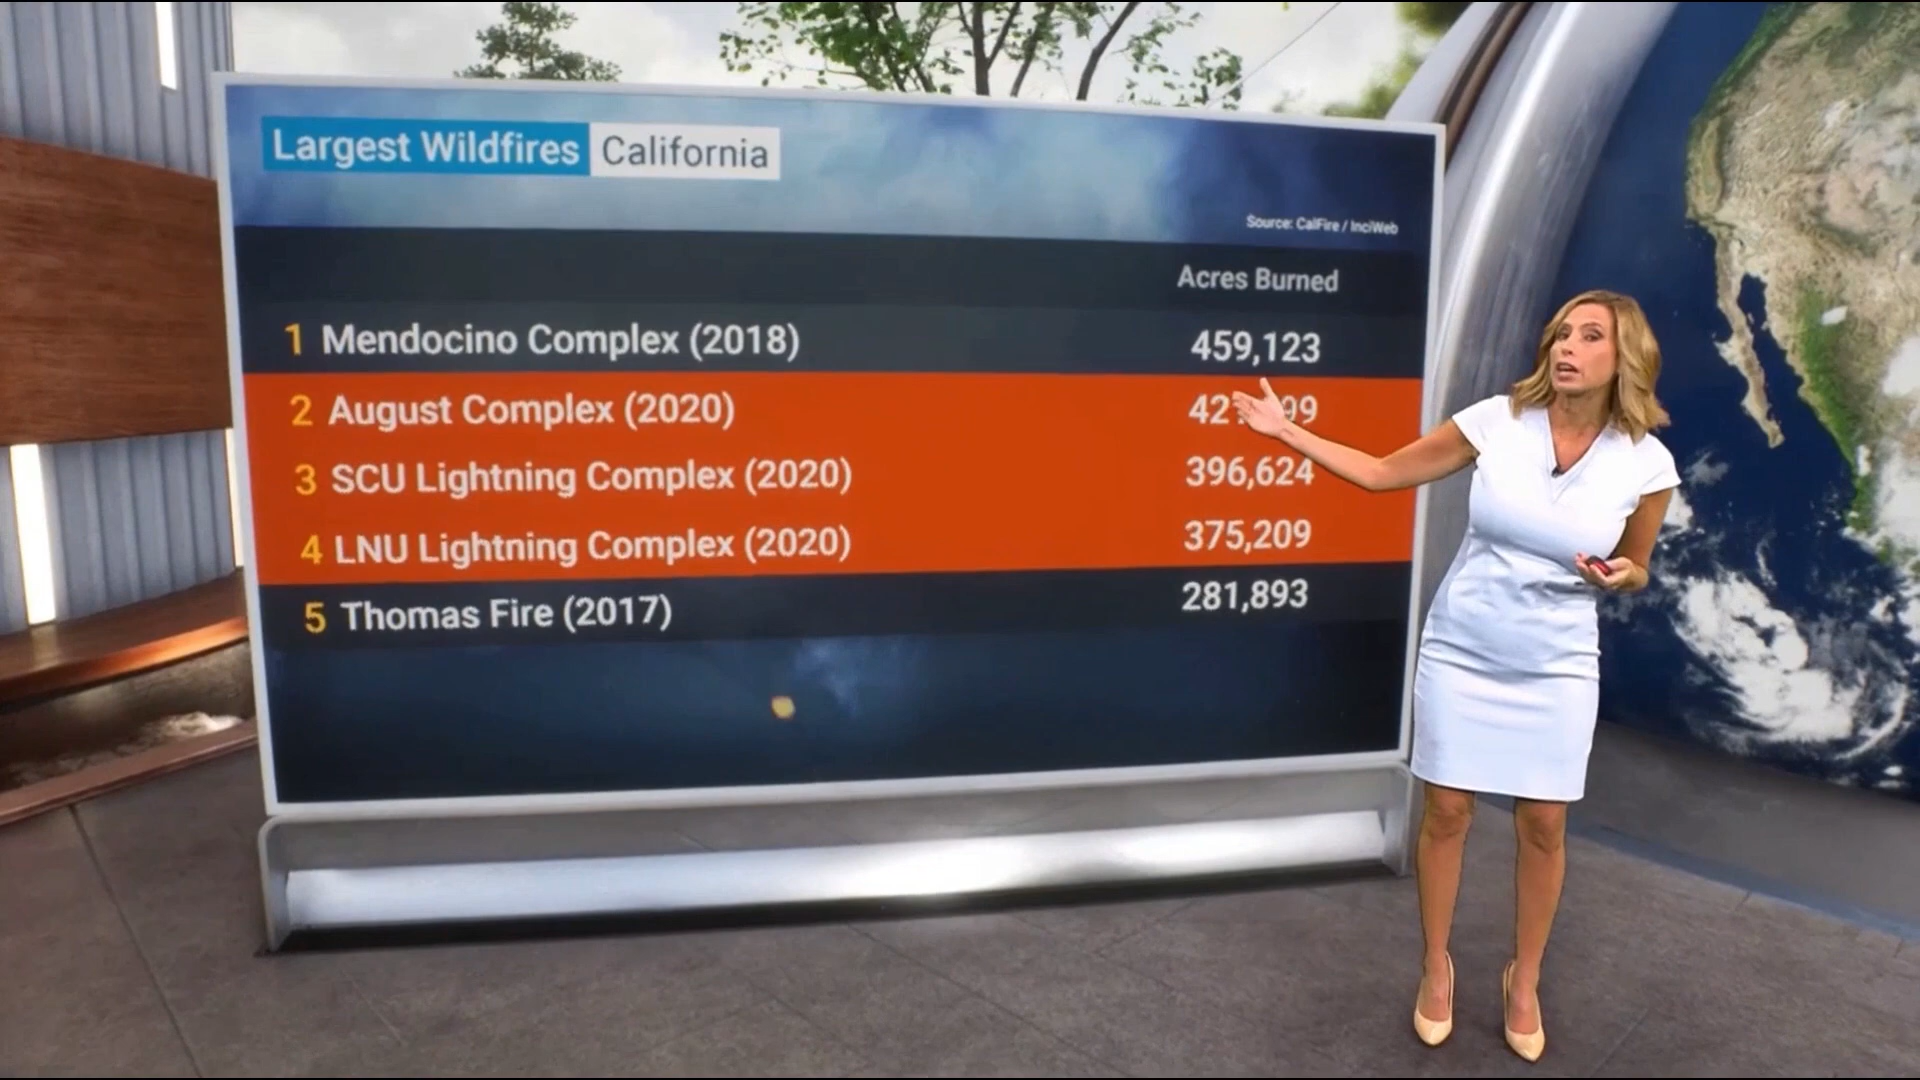 Largest Wildfires California
Source: CalFire / InciWeb
Acres Burned
1 Mendocino Complex (2018) 459,123
2 August Complex (2020)
3 SCU Lightning Complex (2020) 396,624
4 LNU Lightning Complex (2020) 375,209
5 Thomas Fire (2017) 281,893